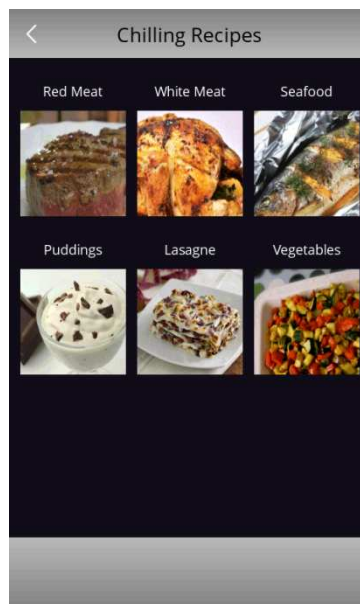 Chilling Recipes
Red Meat White Meat Seafood
Puddings Lasagne Vegetables